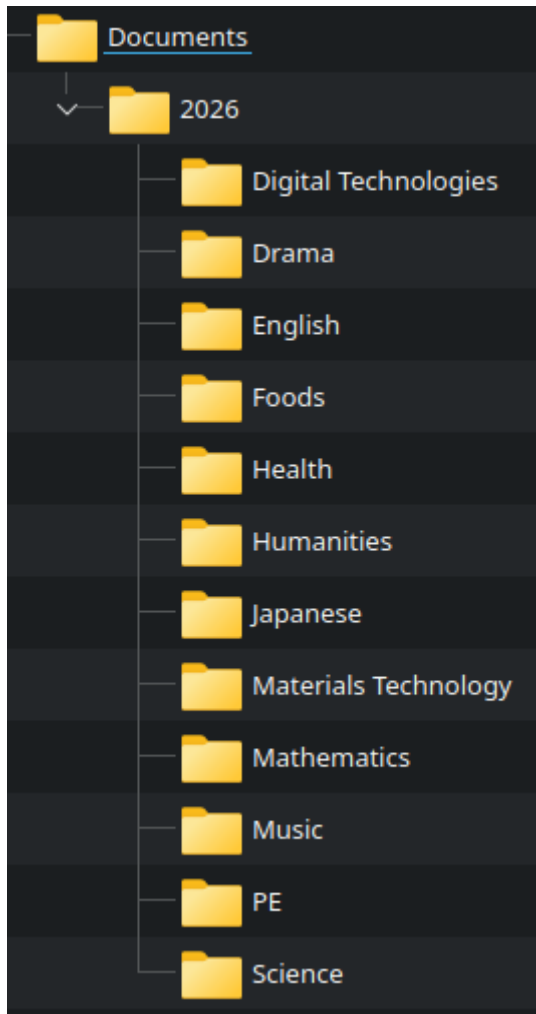 Documents
2026
Digital Technologies
Drama
English
Foods
Health
Humanities
Japanese
Materials Technology
Mathematics
Music
PE
Science